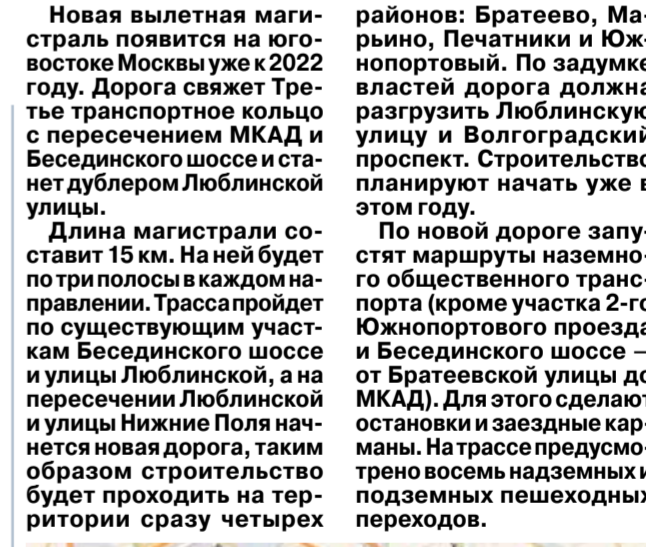 Новая вылетная маги-
страль появится на юго-
востоке Москвы уже к 2022
году. Дорога свяжет Тре-
тье транспортное кольцо
с пересечением МКАД и
Бесединского шоссе и ста-
нет дублером Люблинской
улицы.
Длина магистрали со-
ставит 15 км. На ней будет
по три полосы в каждом на-
правлении. Трасса пройдет
по существующим участ-
кам Бесединского шоссе
и улицы Люблинской, а на
пересечении Люблинской
и улицы Нижние Поля нач-
нется новая дорога, таким
образом строительство
будет проходить на тер-
ритории сразу четырех
районов: Братеево, Ма-
рьино, Печатники и Юж-
нопортовый. По задумке
властей дорога должна
разгрузить Люблинскую
улицу и Волгоградский
проспект. Строительство
планируют начать уже в
этом году.
По новой дороге запу-
стят маршруты наземно-
го общественного транс-
порта (кроме участка 2-го
Южнопортового проезда
и Бесединского шоссе –
от Братеевской улицы до
МКАД). Для этого сделают
остановки и заездные кар-
маны. На трассе предусмо-
трено восемь надземных и
подземных пешеходных
переходов.